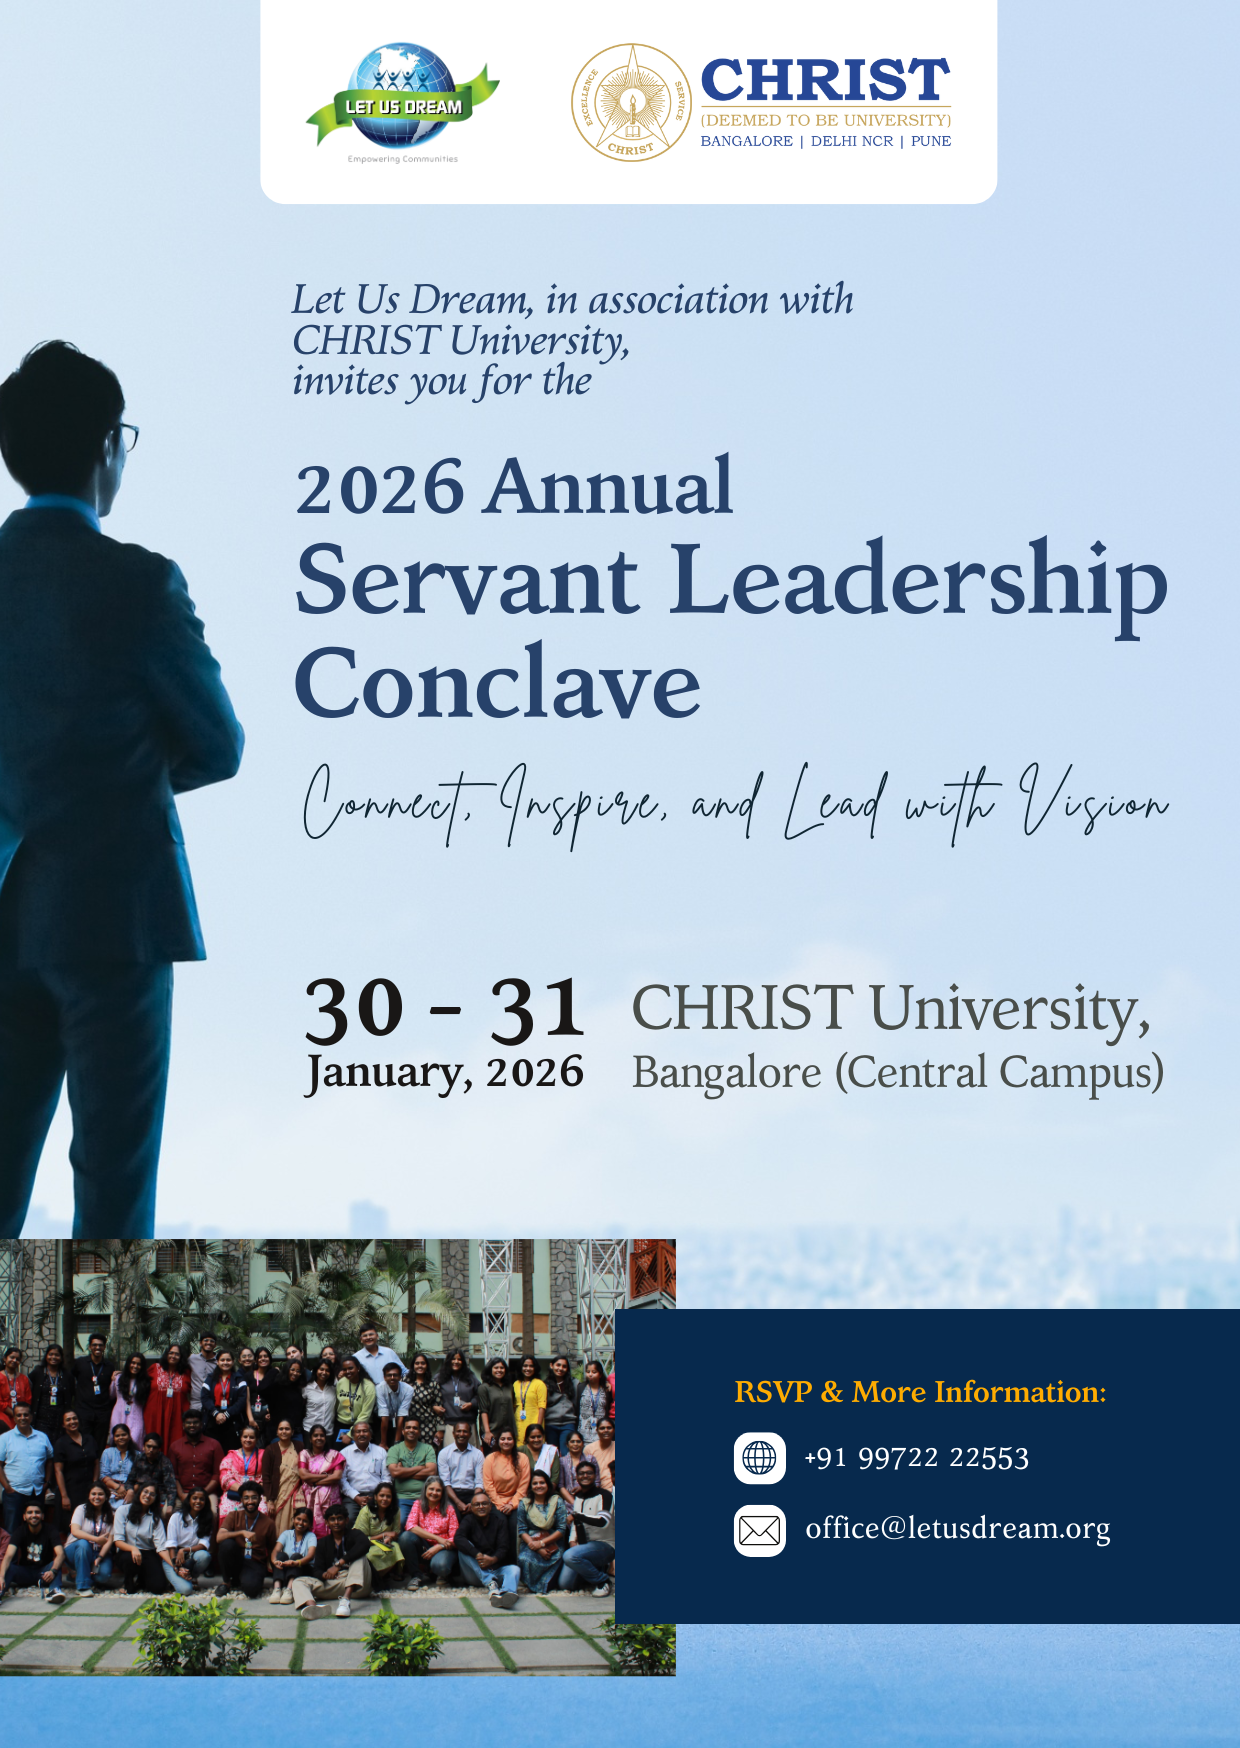 LET US DREAM
Empowering Communities
EXCELLENCE
SERVICE
CHRIST
CHRIST
(DEEMED TO BE UNIVERSITY)
BANGALORE | DELHI NCR | PUNE
Let Us Dream, in association with
CHRIST University,
invites you for the
2026 Annual
Servant Leadership
Conclave
Connect, Inspire, and Lead with Vision
30 - 31
January, 2026
CHRIST University,
Bangalore (Central Campus)
RSVP & More Information:
+91 99722 22553
office@letusdream.org